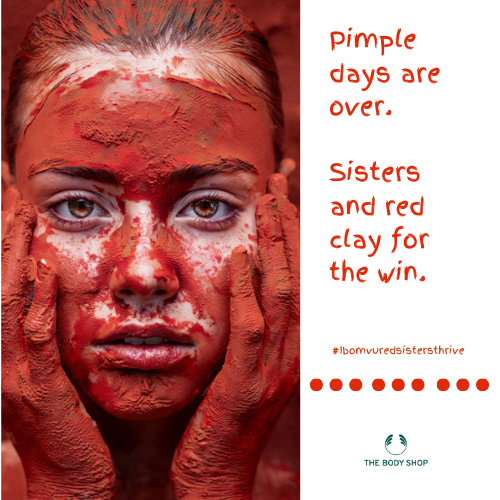 Pimple
days are
over.
Sisters
and red
clay for
the win.
#Ibomvuredsistersthrive
THE BODY SHOP